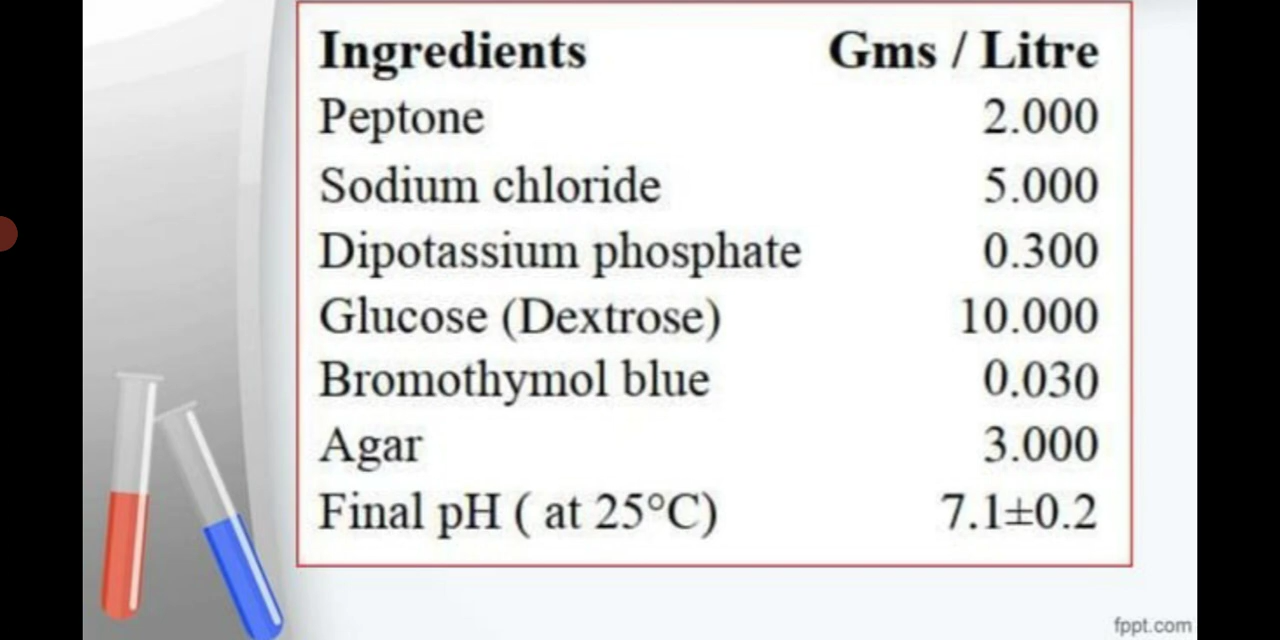 Ingredients Gms / Litre
Peptone 2.000
Sodium chloride 5.000
Dipotassium phosphate 0.300
Glucose (Dextrose) 10.000
Bromothymol blue 0.030
Agar 3.000
Final pH ( at 25°C) 7.1±0.2
fppt.com